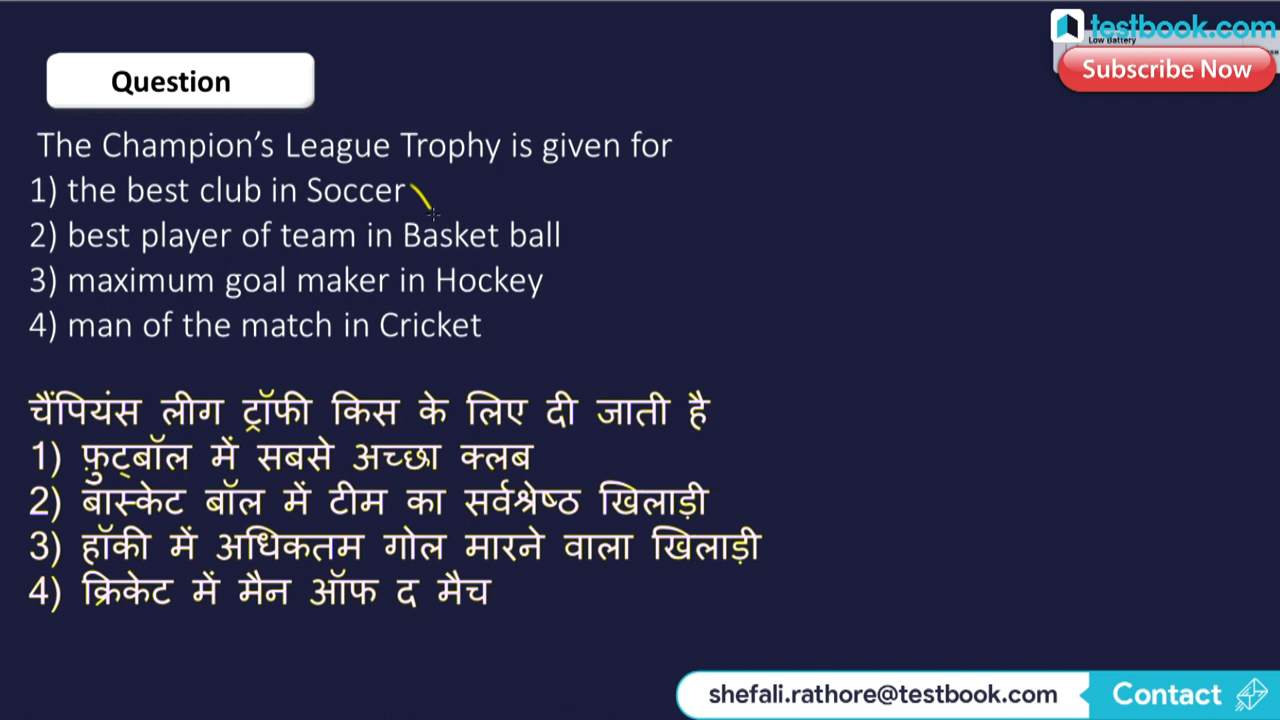 testbook.com
Low Battery
Subscribe Now
Question
The Champion’s League Trophy is given for
1) the best club in Soccer
2) best player of team in Basket ball
3) maximum goal maker in Hockey
4) man of the match in Cricket
चैंपियंस लीग ट्रॉफी किस के लिए दी जाती है
1) फ़ुट्बॉल में सबसे अच्छा क्लब
2) बास्केट बॉल में टीम का सर्वश्रेष्ठ खिलाड़ी
3) हॉकी में अधिकतम गोल मारने वाला खिलाड़ी
4) क्रिकेट में मैन ऑफ द मैच
shefali.rathore@testbook.com Contact